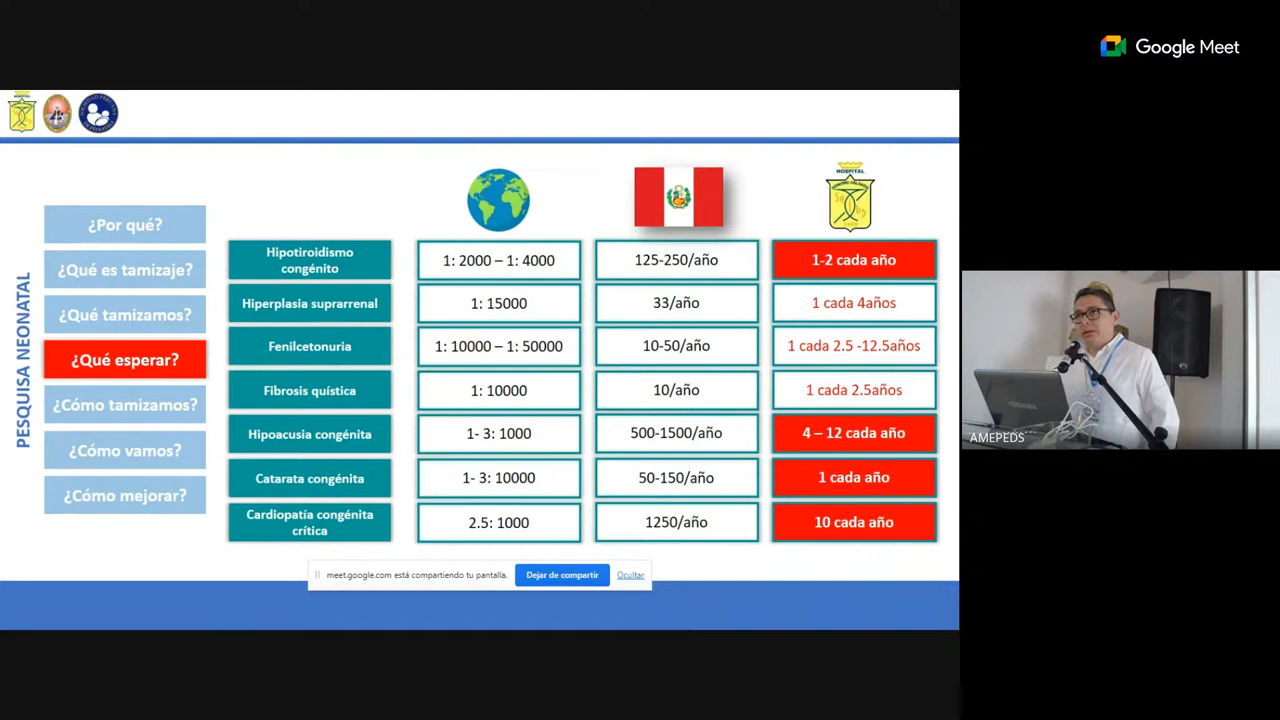 Google Meet
HOSPITAL
PESQUISA NEONATAL
¿Por qué?
¿Qué es tamizaje?
¿Qué tamizamos?
¿Qué esperar?
¿Cómo tamizamos?
¿Cómo vamos?
¿Cómo mejorar?
Hipotiroidismo
congénito
1: 2000 – 1: 4000
125-250/año
1-2 cada año
Hiperplasia suprarrenal
1: 15000
33/año
1 cada 4años
Fenilcetonuria
1: 10000 – 1: 50000
10-50/año
1 cada 2.5 -12.5años
Fibrosis quística
1: 10000
10/año
1 cada 2.5años
Hipoacusia congénita
1- 3: 1000
500-1500/año
4 – 12 cada año
Catarata congénita
1- 3: 10000
50-150/año
1 cada año
Cardiopatía congénita
crítica
2.5: 1000
1250/año
10 cada año
meet.google.com está compartiendo tu pantalla.
Dejar de compartir
Ocultar
AMEPEDS